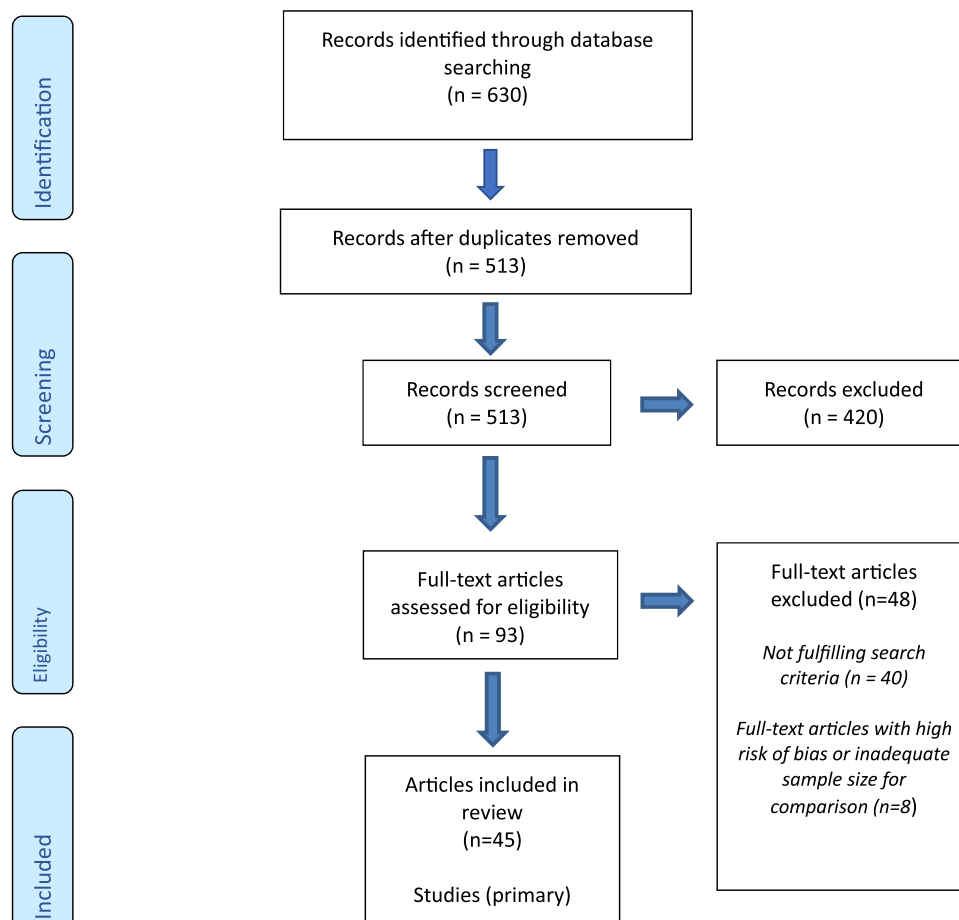 Identification
Records identified through database
searching
(n = 630)
Records after duplicates removed
(n = 513)
Screening
Records screened
(n = 513)
Records excluded
(n = 420)
Eligibility
Full-text articles
assessed for eligibility
(n = 93)
Full-text articles
excluded (n=48)
Not fulfilling search
criteria (n = 40)
Full-text articles with high
risk of bias or inadequate
sample size for
comparison (n=8)
Included
Articles included in
review
(n=45)
Studies (primary)